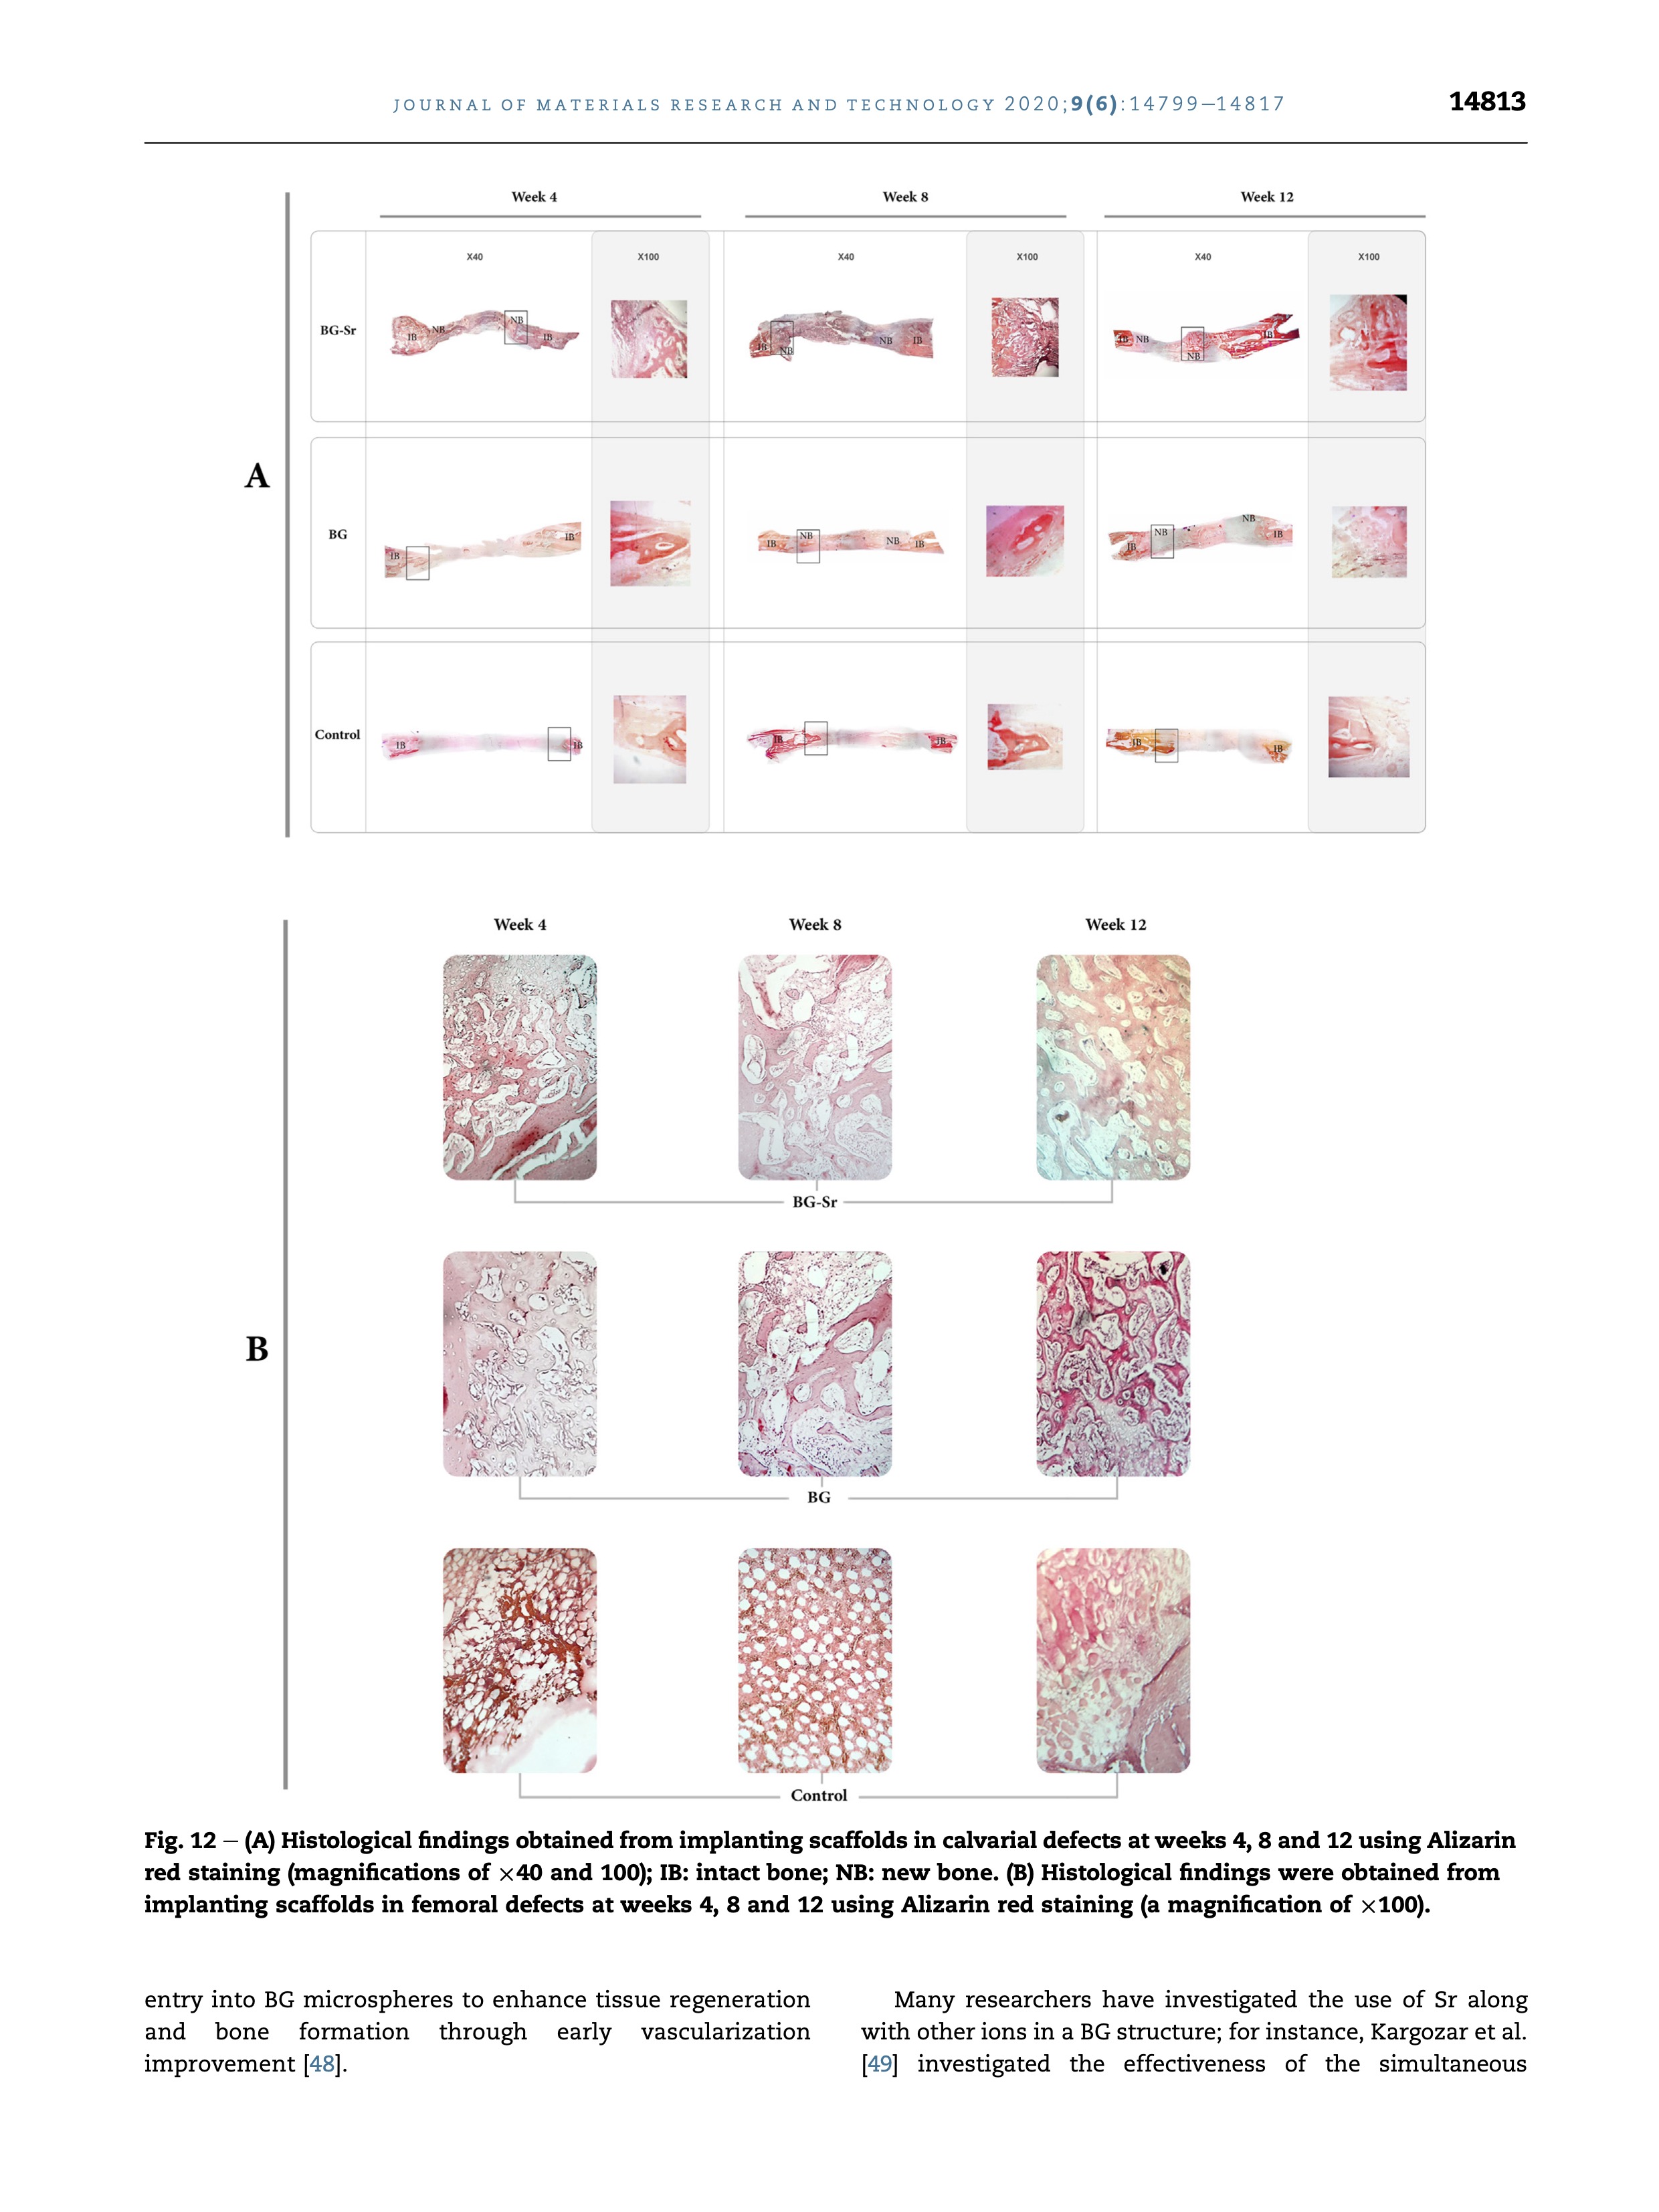 JOURNAL OF MATERIALS RESEARCH AND TECHNOLOGY 2020;9(6):14799–14817
14813
Week 4
Week 8
Week 12
A
BG-Sr
X40
X100
X40
X100
X40
X100
IB
NB
NB
IB
IB
NB
NB
IB
IB
NB
NB
IB
BG
IB
IB
IB
NB
NB
IB
IB
NB
NB
IB
Control
IB
IB
IB
IB
IB
IB
B
Week 4
Week 8
Week 12
BG-Sr
BG
Control
Fig. 12 – (A) Histological findings obtained from implanting scaffolds in calvarial defects at weeks 4, 8 and 12 using Alizarin
red staining (magnifications of ×40 and 100); IB: intact bone; NB: new bone. (B) Histological findings were obtained from
implanting scaffolds in femoral defects at weeks 4, 8 and 12 using Alizarin red staining (a magnification of ×100).
entry into BG microspheres to enhance tissue regeneration
and bone formation through early vascularization
improvement [48].
Many researchers have investigated the use of Sr along
with other ions in a BG structure; for instance, Kargozar et al.
[49] investigated the effectiveness of the simultaneous